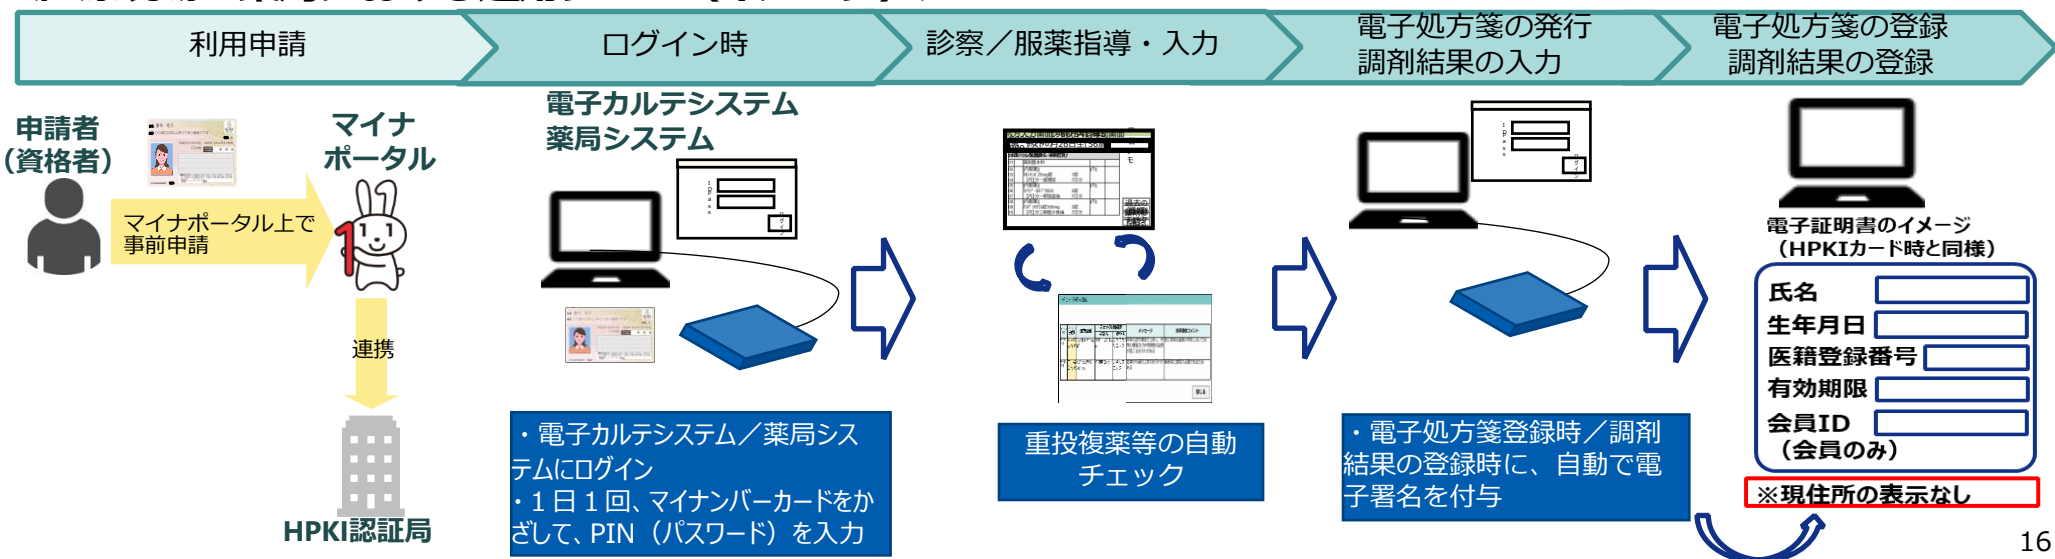 利用申請
ログイン時
診察／服薬指導・入力
電子処方箋の発行
調剤結果の入力
電子処方箋の登録
調剤結果の登録
申請者
（資格者）
マイナ
ポータル
マイナポータル上で
事前申請
連携
HPKI認証局
電子カルテシステム
薬局システム
・電子カルテシステム／薬局シス
テムにログイン
・１日１回、マイナンバーカードをか
ざして、PIN（パスワード）を入力
重投複薬等の自動
チェック
・電子処方箋登録時／調剤
結果の登録時に、自動で電
子署名を付与
電子証明書のイメージ
（HPKIカード時と同様）
氏名
生年月日
医籍登録番号
有効期限
会員ID
（会員のみ）
※現住所の表示なし
16